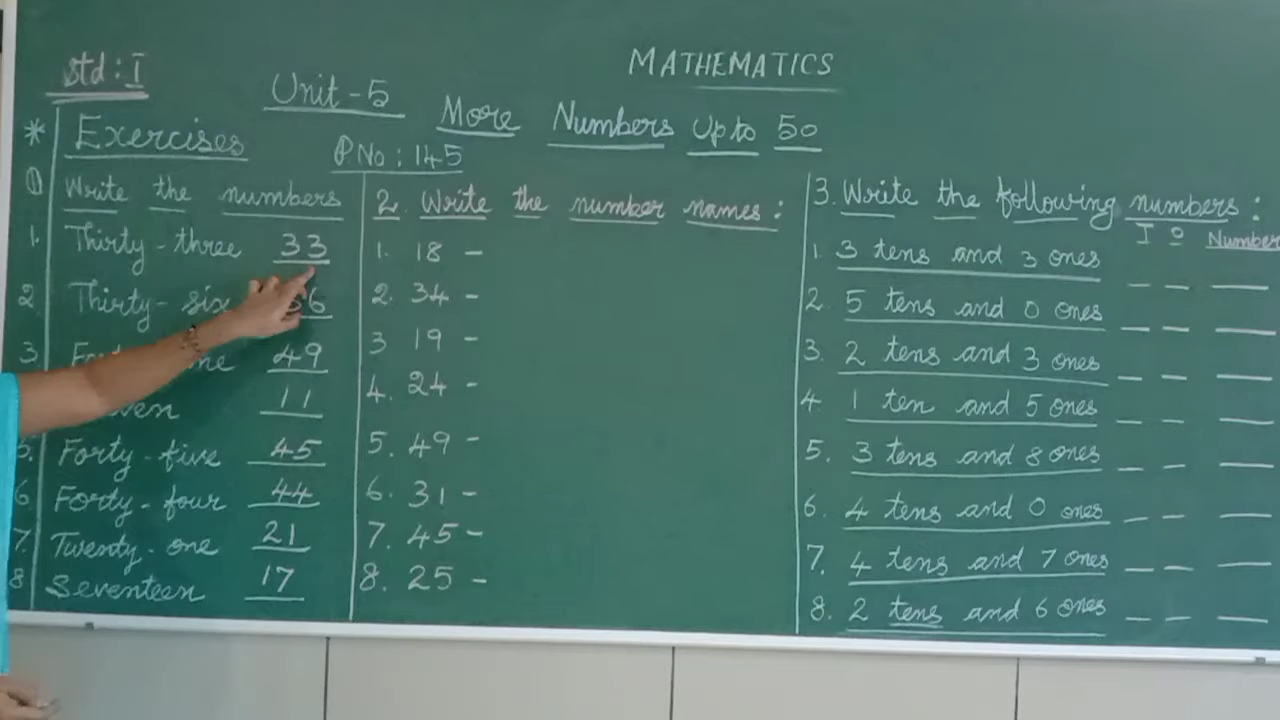 Std : I
MATHEMATICS
Unit - 5 More Numbers Upto 50
* Exercises
P No : 145
① Write the numbers
1. Thirty - three 33
2 Thirty - six 36
3. 49
11
5. Forty - five 45
6 Forty - four 44
7. Twenty - one 21
8 Seventeen 17
2. Write the number names :
1. 18 -
2. 34 -
3 19 -
4. 24 -
5. 49 -
6. 31 -
7. 45 -
8. 25 -
3. Write the following numbers :
T O Number
1. 3 tens and 3 ones _ _ _
2. 5 tens and 0 ones _ _ _
3. 2 tens and 3 ones _ _ _
4. 1 ten and 5 ones _ _ _
5. 3 tens and 8 ones _ _ _
6. 4 tens and 0 ones _ _ _
7. 4 tens and 7 ones _ _ _
8. 2 tens and 6 ones _ _ _